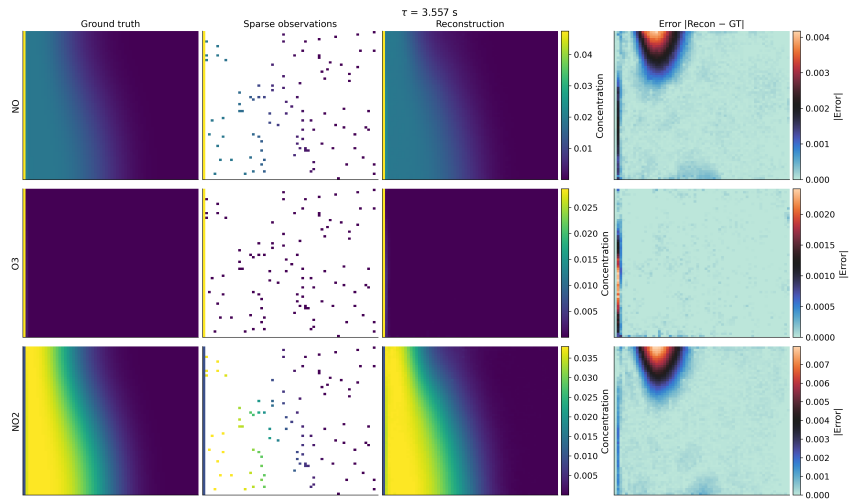 τ = 3.557 s
Ground truth
Sparse observations
Reconstruction
Error |Recon − GT|
NO
0.04
0.03
0.02
0.01
Concentration
0.004
0.003
0.002
0.001
0.000
|Error|
O3
0.025
0.020
0.015
0.010
0.005
Concentration
0.0020
0.0015
0.0010
0.0005
0.0000
|Error|
NO2
0.035
0.030
0.025
0.020
0.015
0.010
0.005
Concentration
0.007
0.006
0.005
0.004
0.003
0.002
0.001
0.000
|Error|